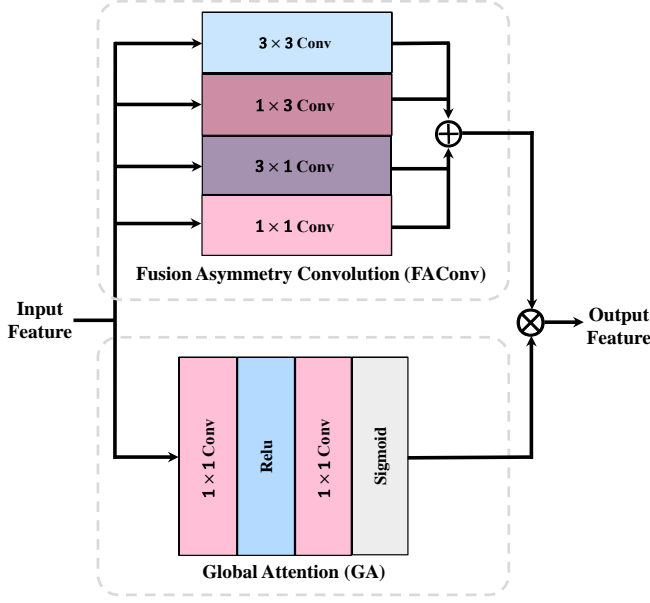 3 × 3 Conv
1 × 3 Conv
3 × 1 Conv
1 × 1 Conv
Fusion Asymmetry Convolution (FAConv)
Input
Feature
Output
Feature
1 × 1 Conv
Relu
1 × 1 Conv
Sigmoid
Global Attention (GA)